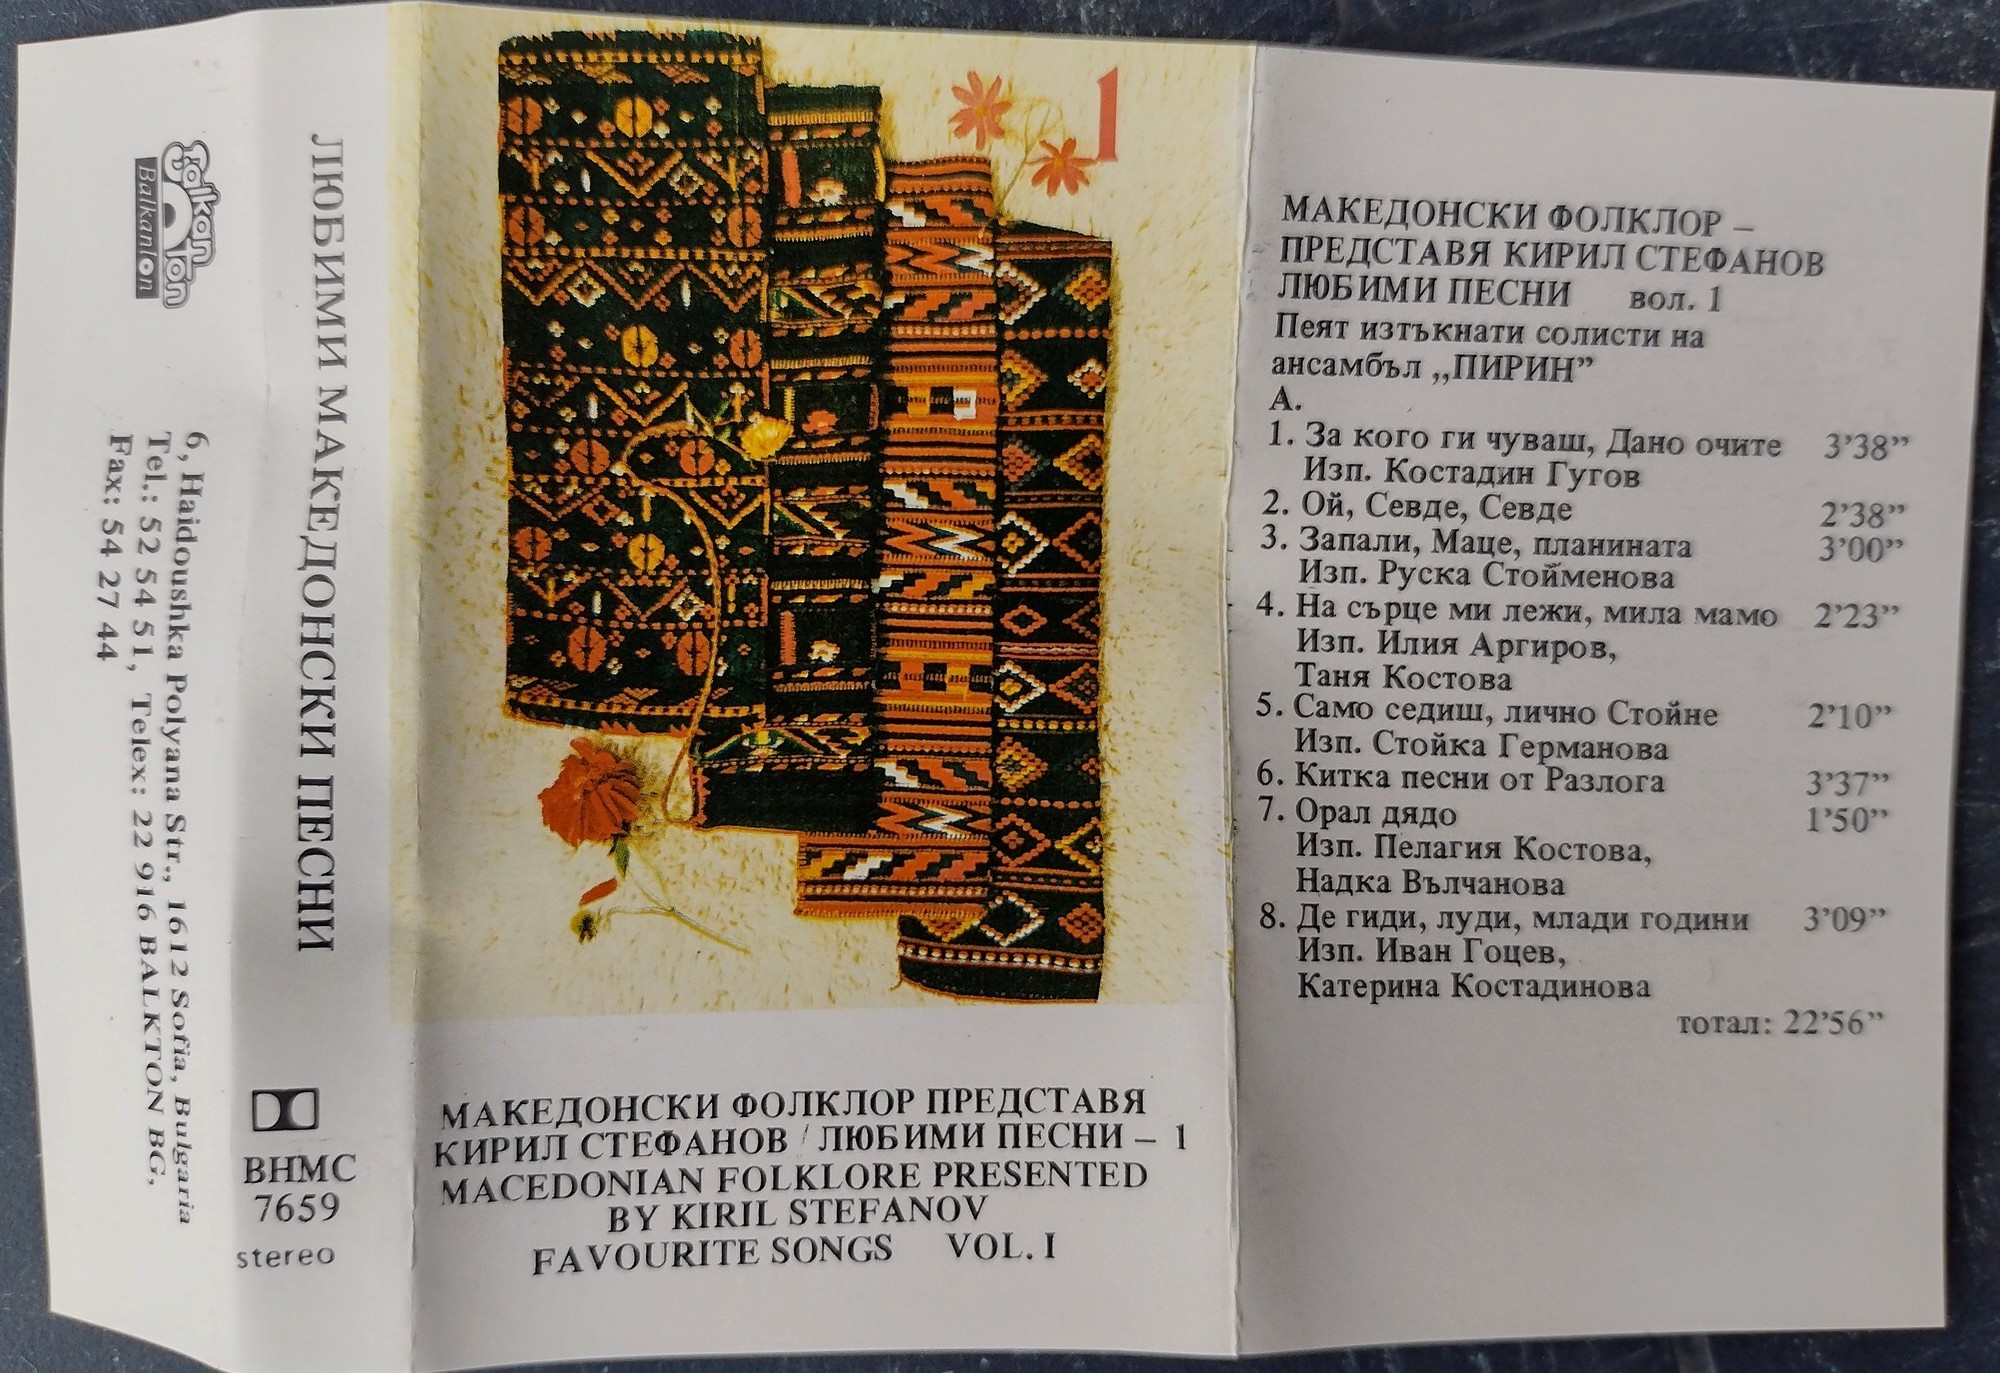 Balkanton
Balkanton
6, Haidoushka Polyana Str., 1612 Sofia, Bulgaria
Tel.: 52 54 51, Telex: 22 916 BALKTON BG,
Fax: 54 27 44
ЛЮБИМИ МАКЕДОНСКИ ПЕСНИ
ВНМС
7659
stereo
1
МАКЕДОНСКИ ФОЛКЛОР ПРЕДСТАВЯ
КИРИЛ СТЕФАНОВ / ЛЮБИМИ ПЕСНИ – 1
MACEDONIAN FOLKLORE PRESENTED
BY KIRIL STEFANOV
FAVOURITE SONGS VOL. I
МАКЕДОНСКИ ФОЛКЛОР –
ПРЕДСТАВЯ КИРИЛ СТЕФАНОВ
ЛЮБИМИ ПЕСНИ вол. 1
Пеят изтъкнати солисти на
ансамбъл „ПИРИН”
А.
1. За кого ги чуваш, Дано очите 3’38”
Изп. Костадин Гугов
2. Ой, Севде, Севде 2’38”
3. Запали, Маце, планината 3’00”
Изп. Руска Стойменова
4. На сърце ми лежи, мила мамо 2’23”
Изп. Илия Аргиров,
Таня Костова
5. Само седиш, лично Стойне 2’10”
Изп. Стойка Германова
6. Китка песни от Разлога 3’37”
7. Орал дядо 1’50”
Изп. Пелагия Костова,
Надка Вълчанова
8. Де гиди, луди, млади години 3’09”
Изп. Иван Гоцев,
Катерина Костадинова
тотал: 22’56”